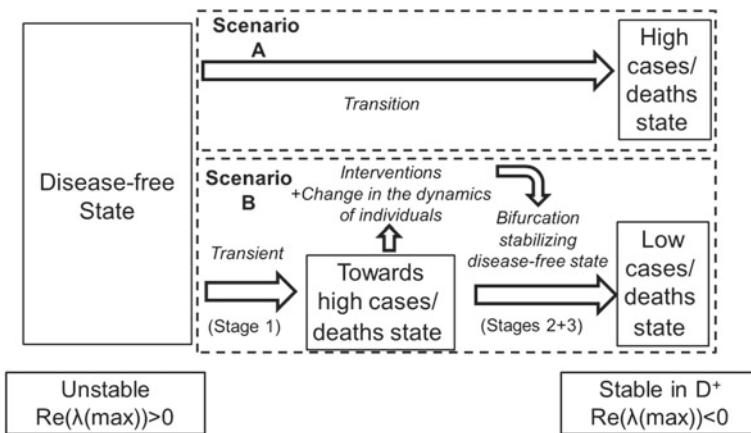 Disease-free
State
Scenario
A
Transition
High
cases/
deaths
state
Scenario
B
Transient
(Stage 1)
Interventions
+Change in the dynamics
of individuals
Towards
high cases/
deaths state
Bifurcation
stabilizing
disease-free state
(Stages 2+3)
Low
cases/
deaths
state
Unstable
Re(λ(max))>0
Stable in D⁺
Re(λ(max))<0